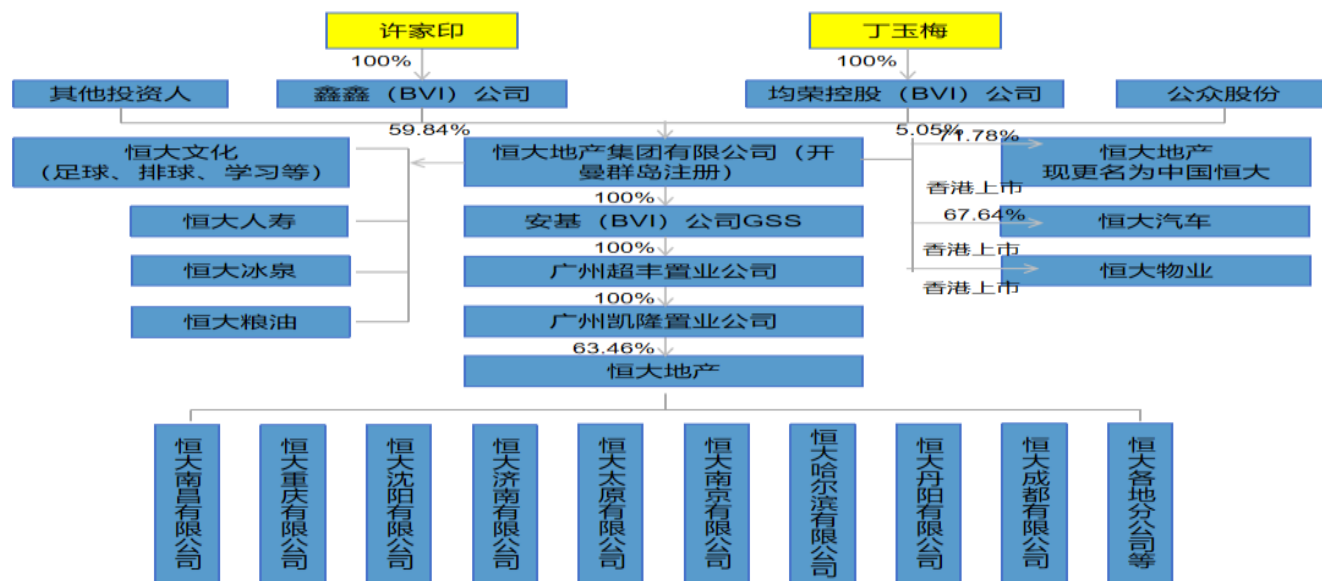 许家印
丁玉梅
100%
100%
其他投资人
鑫鑫（BVI）公司
均荣控股（BVI）公司
公众股份
59.84%
5.05%
71.78%
恒大文化
（足球、排球、学习等）
恒大地产集团有限公司（开
曼群岛注册）
恒大地产
现更名为中国恒大
香港上市
100%
67.64%
恒大人寿
安基（BVI）公司GSS
恒大汽车
100%
香港上市
恒大冰泉
广州超丰置业公司
恒大物业
香港上市
100%
恒大粮油
广州凯隆置业公司
63.46%
恒大地产
恒大南昌有限公司
恒大重庆有限公司
恒大沈阳有限公司
恒大济南有限公司
恒大太原有限公司
恒大南京有限公司
恒大哈尔滨有限公司
恒大丹阳有限公司
恒大成都有限公司
恒大各地分公司等